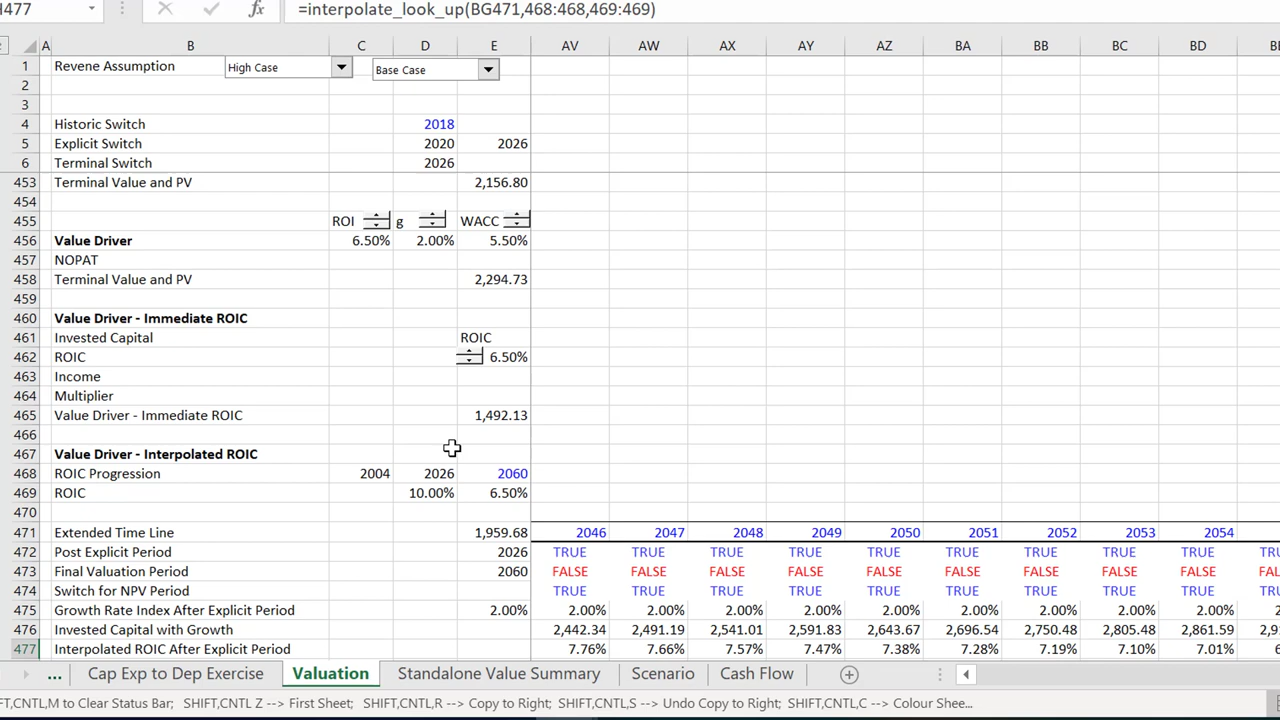 H477 =interpolate_look_up(BG471,468:468,469:469)
A B C D E AV AW AX AY AZ BA BB BC BD
1 Revene Assumption High Case Base Case
2
3
4 Historic Switch 2018
5 Explicit Switch 2020 2026
6 Terminal Switch 2026
453 Terminal Value and PV 2,156.80
454
455 ROI g WACC
456 Value Driver 6.50% 2.00% 5.50%
457 NOPAT
458 Terminal Value and PV 2,294.73
459
460 Value Driver - Immediate ROIC
461 Invested Capital ROIC
462 ROIC 6.50%
463 Income
464 Multiplier
465 Value Driver - Immediate ROIC 1,492.13
466
467 Value Driver - Interpolated ROIC
468 ROIC Progression 2004 2026 2060
469 ROIC 10.00% 6.50%
470
471 Extended Time Line 1,959.68 2046 2047 2048 2049 2050 2051 2052 2053 2054
472 Post Explicit Period 2026 TRUE TRUE TRUE TRUE TRUE TRUE TRUE TRUE TRUE
473 Final Valuation Period 2060 FALSE FALSE FALSE FALSE FALSE FALSE FALSE FALSE FALSE
474 Switch for NPV Period TRUE TRUE TRUE TRUE TRUE TRUE TRUE TRUE TRUE
475 Growth Rate Index After Explicit Period 2.00% 2.00% 2.00% 2.00% 2.00% 2.00% 2.00% 2.00% 2.00% 2.00%
476 Invested Capital with Growth 2,442.34 2,491.19 2,541.01 2,591.83 2,643.67 2,696.54 2,750.48 2,805.48 2,861.59
477 Interpolated ROIC After Explicit Period 7.76% 7.66% 7.57% 7.47% 7.38% 7.28% 7.19% 7.10% 7.01%
... Cap Exp to Dep Exercise Valuation Standalone Value Summary Scenario Cash Flow
FT,CNTL,M to Clear Status Bar; SHIFT,CNTL Z --> First Sheet; SHIFT,CNTL,R --> Copy to Right; SHIFT,CNTL,S --> Undo Copy to Right; SHIFT,CNTL,C --> Colour Shee...